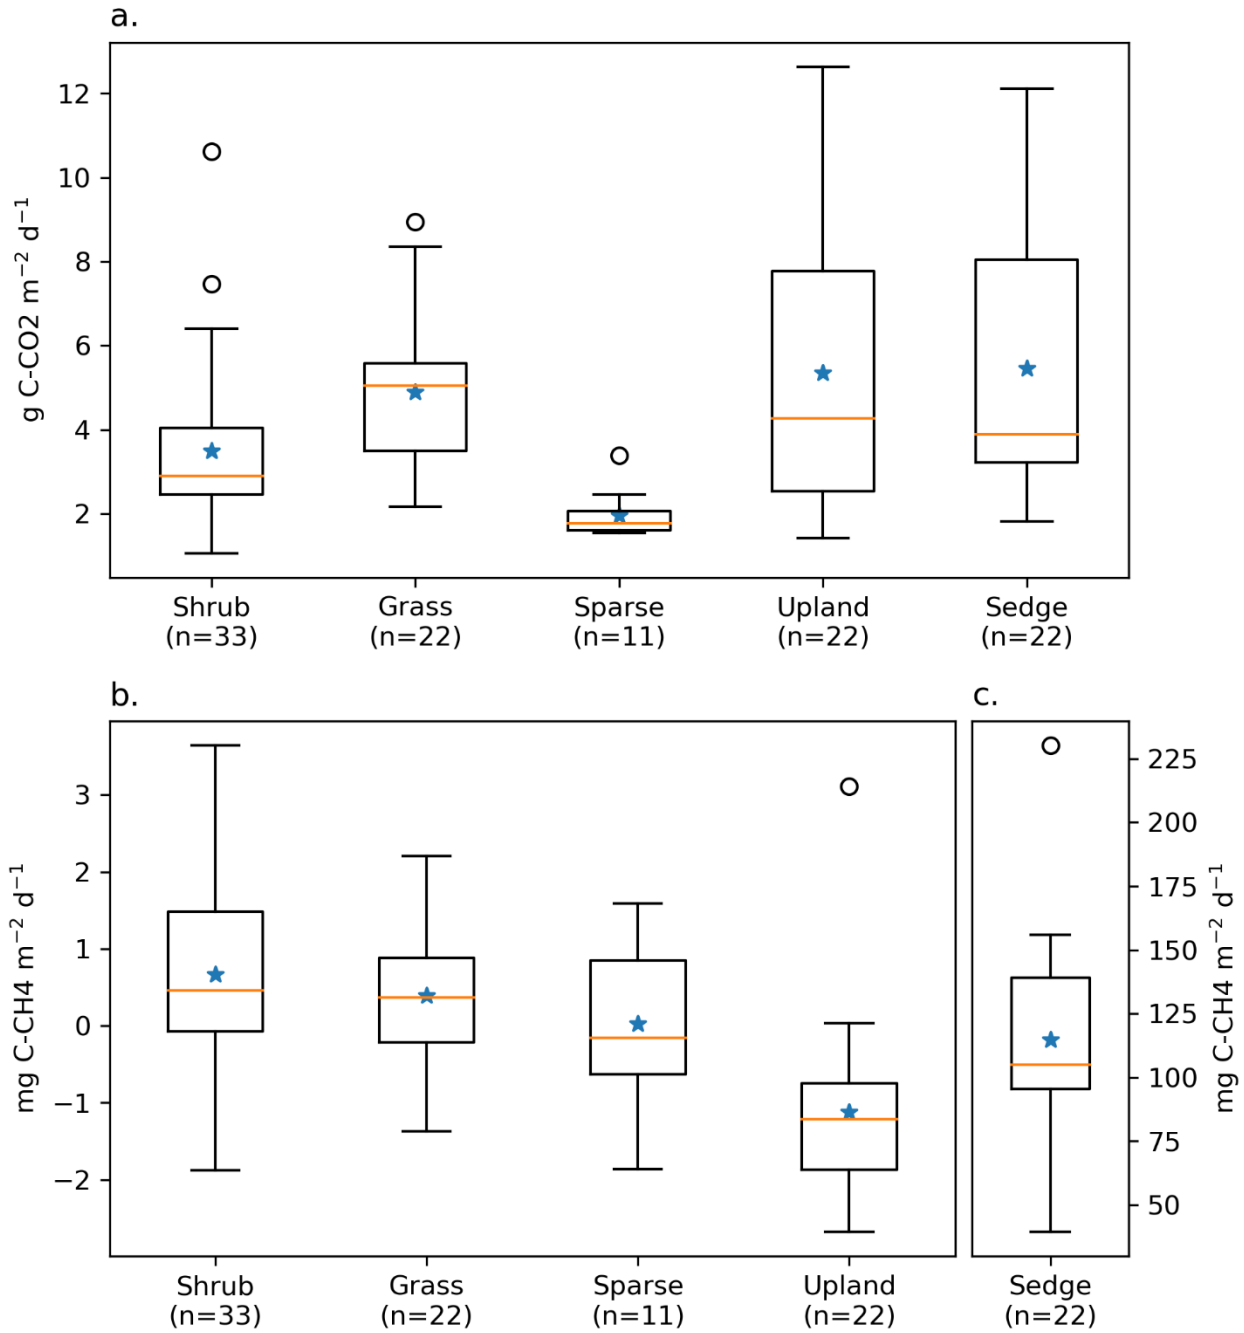 a.
g C-CO2 m⁻² d⁻¹
12
10
8
6
4
2
Shrub Grass Sparse Upland Sedge
(n=33) (n=22) (n=11) (n=22) (n=22)
b. c.
mg C-CH4 m⁻² d⁻¹
3
2
1
0
−1
−2
225
200
175
150
125
100
75
50
mg C-CH4 m⁻² d⁻¹
Shrub Grass Sparse Upland Sedge
(n=33) (n=22) (n=11) (n=22) (n=22)